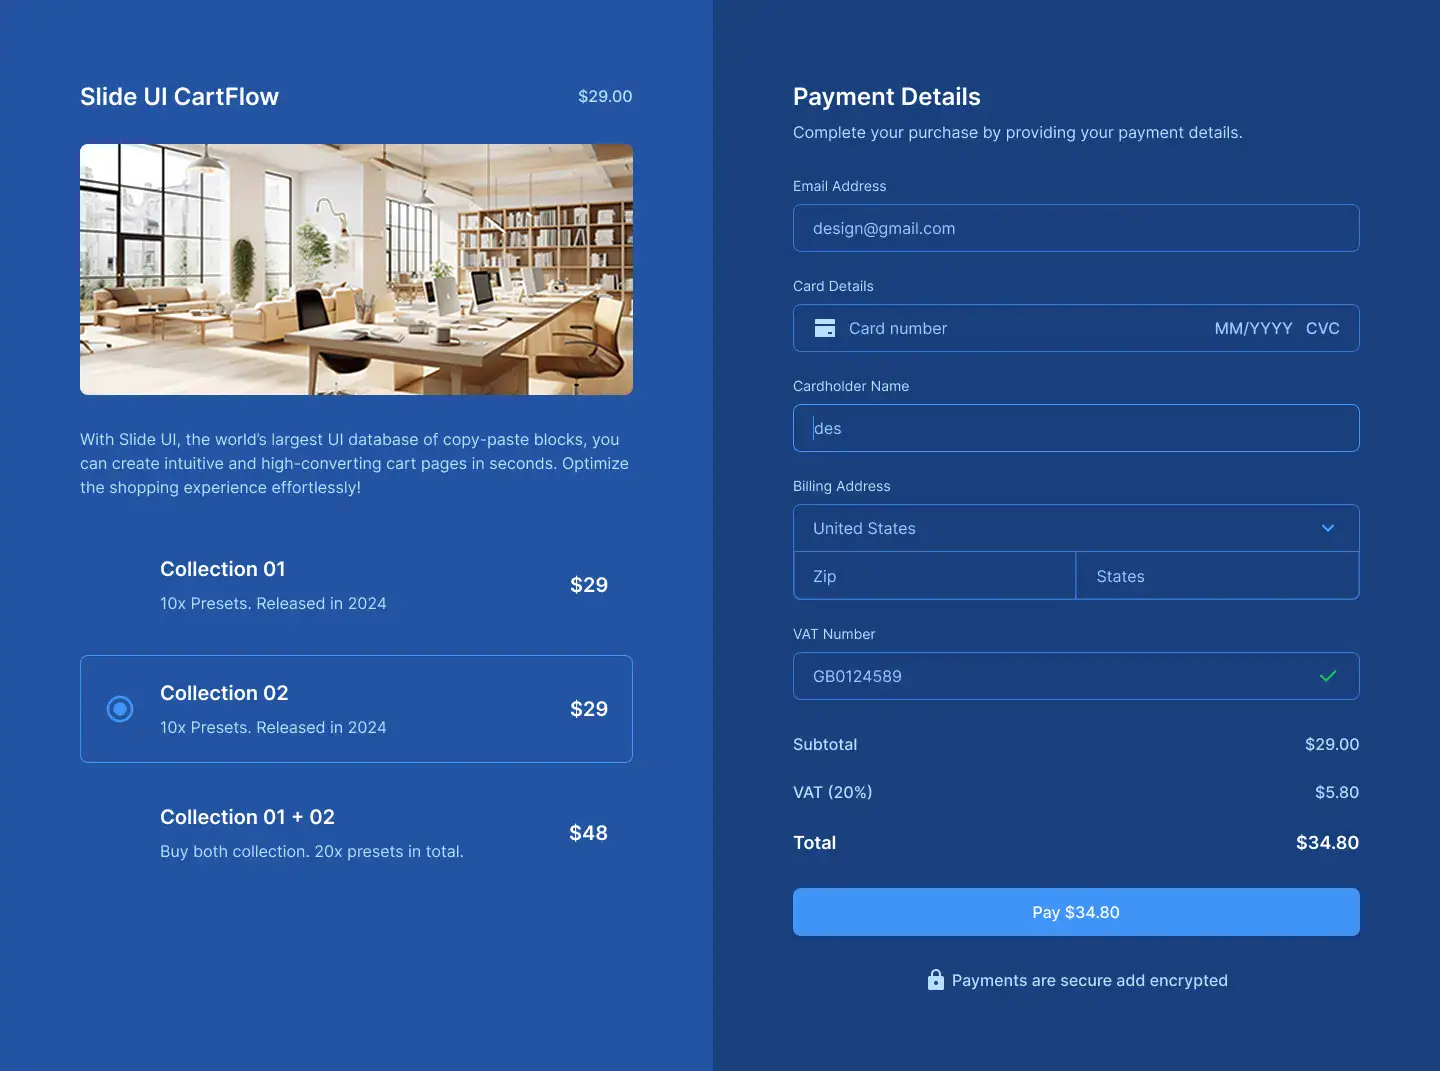 Slide UI CartFlow
$29.00
With Slide UI, the world’s largest UI database of copy-paste blocks, you
can create intuitive and high-converting cart pages in seconds. Optimize
the shopping experience effortlessly!
Collection 01
10x Presets. Released in 2024
$29
Collection 02
10x Presets. Released in 2024
$29
Collection 01 + 02
Buy both collection. 20x presets in total.
$48
Payment Details
Complete your purchase by providing your payment details.
Email Address
design@gmail.com
Card Details
Card number MM/YYYY CVC
Cardholder Name
des
Billing Address
United States
Zip States
VAT Number
GB0124589
Subtotal $29.00
VAT (20%) $5.80
Total $34.80
Pay $34.80
Payments are secure add encrypted